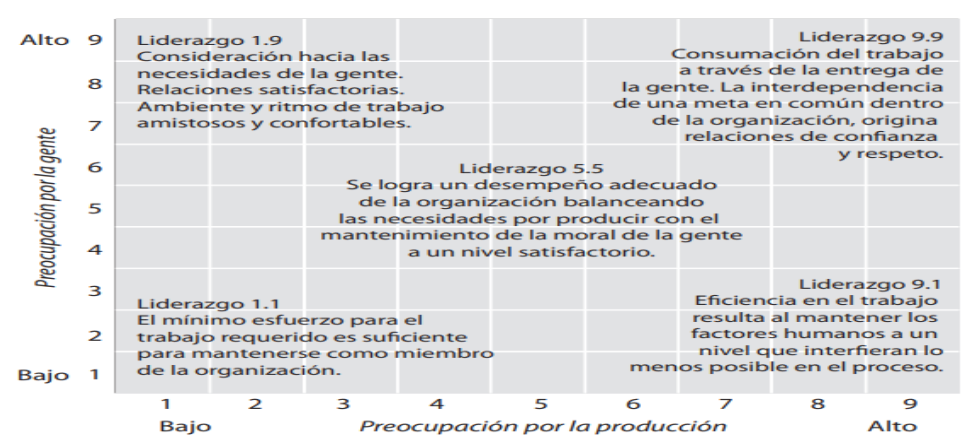 Alto 9
8
7
6
5
4
3
2
Bajo 1
Preocupación por la gente
Liderazgo 1.9
Consideración hacia las
necesidades de la gente.
Relaciones satisfactorias.
Ambiente y ritmo de trabajo
amistosos y confortables.
Liderazgo 9.9
Consumación del trabajo
a través de la entrega de
la gente. La interdependencia
de una meta en común dentro
de la organización, origina
relaciones de confianza
y respeto.
Liderazgo 5.5
Se logra un desempeño adecuado
de la organización balanceando
las necesidades por producir con el
mantenimiento de la moral de la gente
a un nivel satisfactorio.
Liderazgo 1.1
El mínimo esfuerzo para el
trabajo requerido es suficiente
para mantenerse como miembro
de la organización.
Liderazgo 9.1
Eficiencia en el trabajo
resulta al mantener los
factores humanos a un
nivel que interfieran lo
menos posible en el proceso.
1 2 3 4 5 6 7 8 9
Bajo Preocupación por la producción Alto